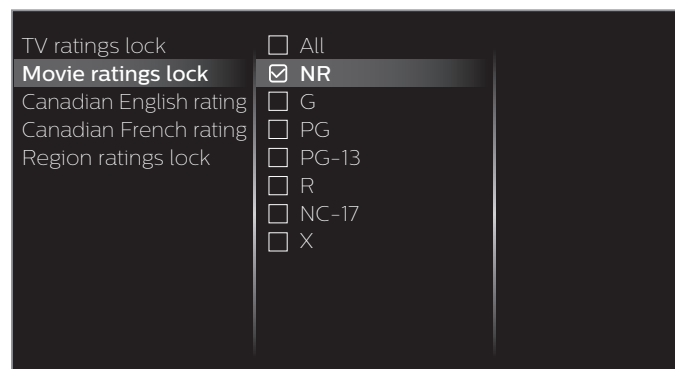 TV ratings lock
Movie ratings lock
Canadian English rating
Canadian French rating
Region ratings lock
All
NR
G
PG
PG-13
R
NC-17
X